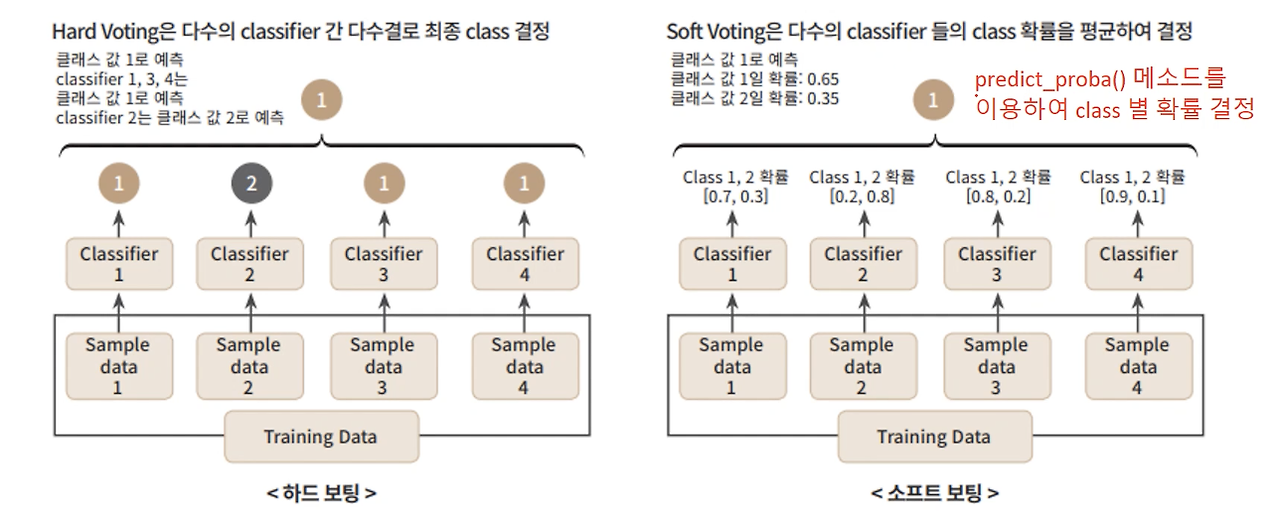 Hard Voting은 다수의 classifier 간 다수결로 최종 class 결정
클래스 값 1로 예측
classifier 1, 3, 4는
클래스 값 1로 예측
classifier 2는 클래스 값 2로 예측
1
1
2
1
1
Classifier
1
Classifier
2
Classifier
3
Classifier
4
Sample
data
1
Sample
data
2
Sample
data
3
Sample
data
4
Training Data
< 하드 보팅 >
Soft Voting은 다수의 classifier 들의 class 확률을 평균하여 결정
클래스 값 1로 예측
클래스 값 1일 확률: 0.65
클래스 값 2일 확률: 0.35
1
predict_proba() 메소드를
이용하여 class 별 확률 결정
Class 1, 2 확률
[0.7, 0.3]
Class 1, 2 확률
[0.2, 0.8]
Class 1, 2 확률
[0.8, 0.2]
Class 1, 2 확률
[0.9, 0.1]
Classifier
1
Classifier
2
Classifier
3
Classifier
4
Sample
data
1
Sample
data
2
Sample
data
3
Sample
data
4
Training Data
< 소프트 보팅 >